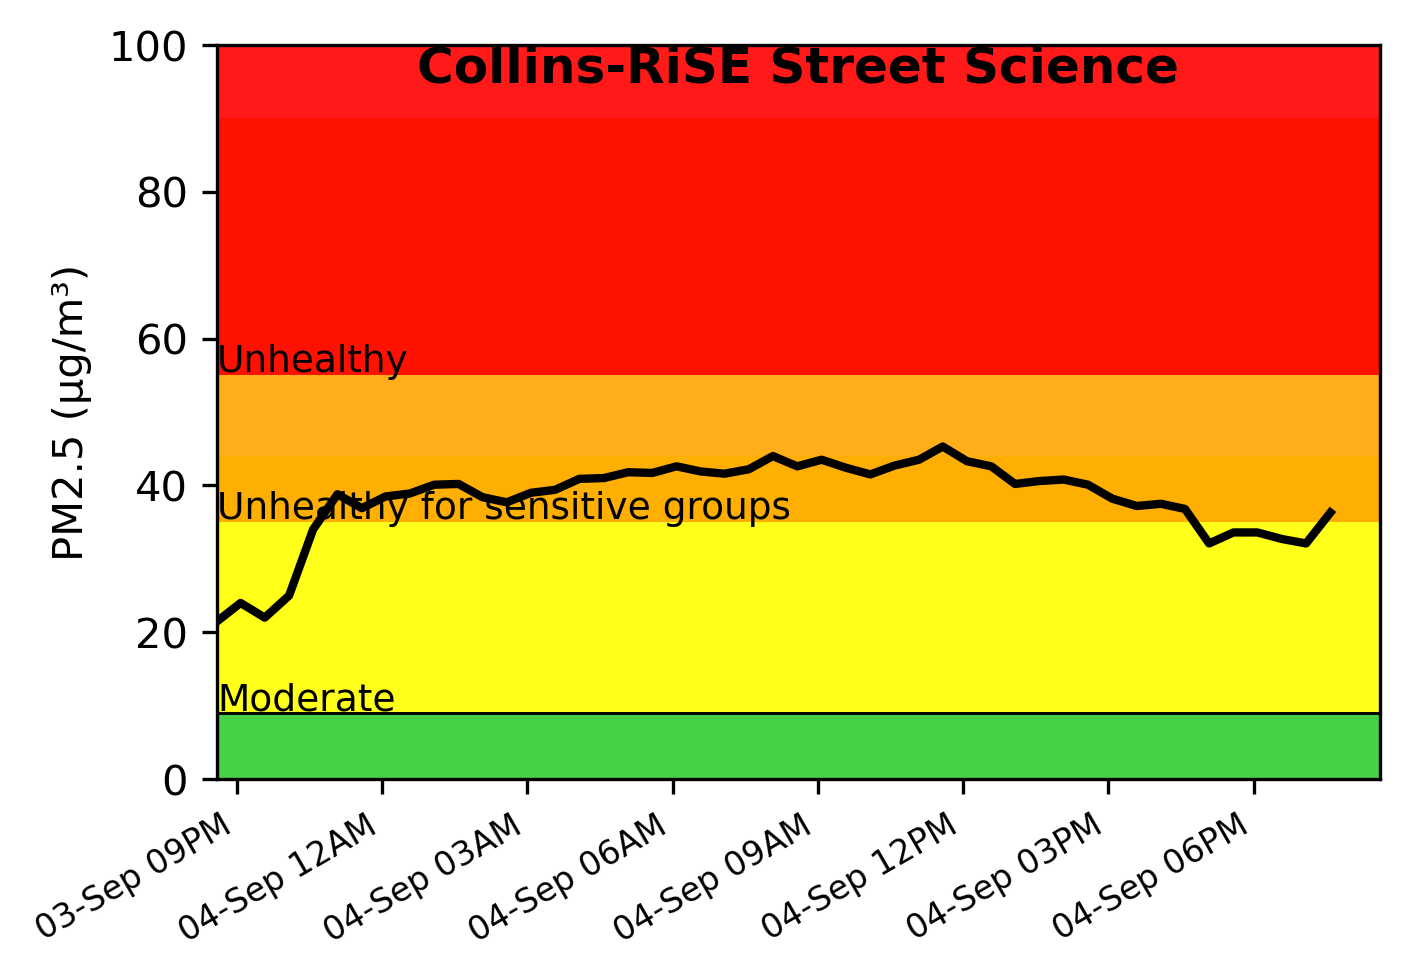 Collins-RiSE Street Science
PM2.5 (μg/m³)
100
80
60
40
20
0
Unhealthy
Unhealthy for sensitive groups
Moderate
03-Sep 09PM
04-Sep 12AM
04-Sep 03AM
04-Sep 06AM
04-Sep 09AM
04-Sep 12PM
04-Sep 03PM
04-Sep 06PM